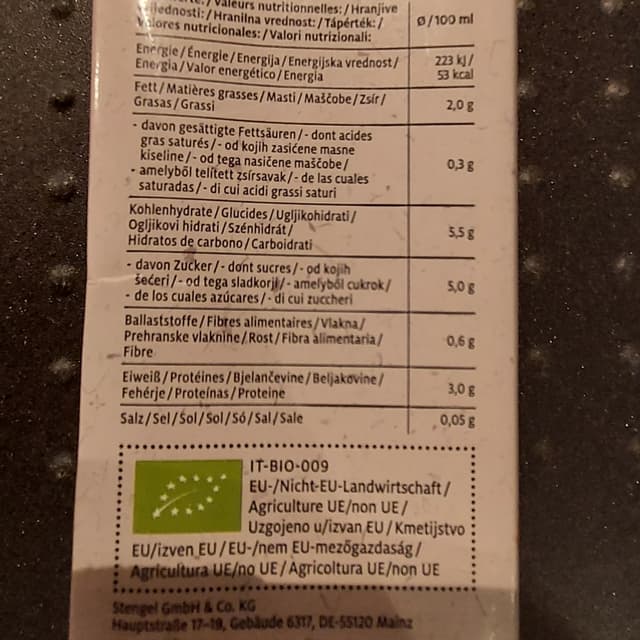 Valeurs nutritionnelles: / Hranjive
vrijednosti: / Hranilna vrednost: / Tápérték: /
Valores nutricionales: / Valori nutrizionali:
Ø/100 ml
Energie/Énergie/Energija/Energijska vrednost/
Energía/Valor energético/Energia
223 kJ/
53 kcal
Fett/Matières grasses/Masti/Maščobe/Zsír/
Grasas/Grassi
2,0 g
- davon gesättigte Fettsäuren/- dont acides
gras saturés/- od kojih zasićene masne
kiseline/- od tega nasičene maščobe/
- amelyből telített zsírsavak/- de las cuales
saturadas/- di cui acidi grassi saturi
0,3 g
Kohlenhydrate/Glucides/Ugljikohidrati/
Ogljikovi hidrati/Szénhidrát/
Hidratos de carbono/Carboidrati
5,5 g
- davon Zucker/- dont sucres/- od kojih
šećeri/- od tega sladkorji/- amelyből cukrok/
- de los cuales azúcares/- di cui zuccheri
5,0 g
Ballaststoffe/Fibres alimentaires/Vlakna/
Prehranske vlaknine/Rost/Fibra alimentaria/
Fibre
0,6 g
Eiweiß/Protéines/Bjelančevine/Beljakovine/
Fehérje/Proteínas/Proteine
3,0 g
Salz/Sel/Sol/Sol/Só/Sal/Sale
0,05 g
IT-BIO-009
EU-/Nicht-EU-Landwirtschaft/
Agriculture UE/non UE/
Uzgojeno u/izvan EU/Kmetijstvo
EU/izven EU/EU-/nem EU-mezőgazdaság/
Agricultura UE/no UE/Agricoltura UE/non UE
Stengel GmbH & Co. KG
Hauptstraße 17-19, Gebäude 6317, DE-55120 Mainz